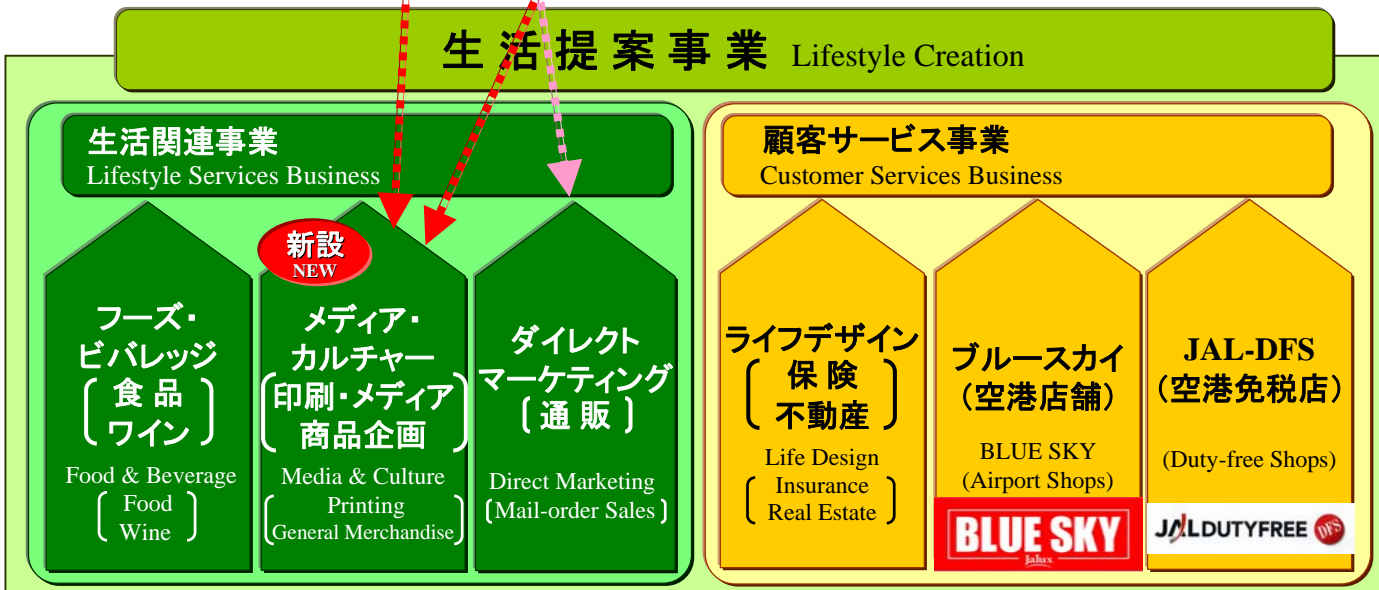 生活提案事業 Lifestyle Creation
生活関連事業
Lifestyle Services Business
フーズ・
ビバレッジ
食品
ワイン
Food & Beverage
Food
Wine
新設
NEW
メディア・
カルチャー
印刷・メディア
商品企画
Media & Culture
Printing
General Merchandise
ダイレクト
マーケティング
〔通販〕
Direct Marketing
(Mail-order Sales)
顧客サービス事業
Customer Services Business
ライフデザイン
保険
不動産
Life Design
Insurance
Real Estate
ブルースカイ
（空港店舗）
BLUE SKY
(Airport Shops)
BLUE SKY
Jalux
JAL-DFS
（空港免税店）
(Duty-free Shops)
JALDUTYFREE DFS